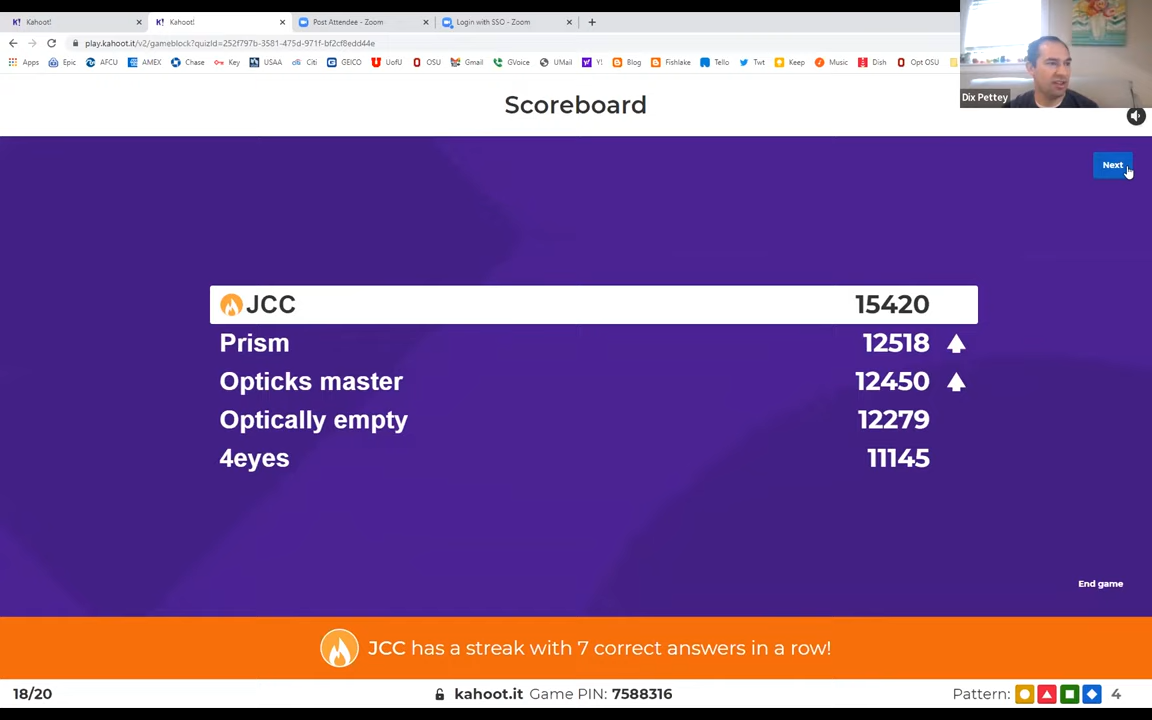 Kahoot!
Kahoot!
Post Attendee - Zoom
Login with SSO - Zoom
play.kahoot.it/v2/gameblock?quizId=252f797b-3581-475d-971f-bf2cf8edd44e
Apps Epic AFCU AMEX Chase Key USAA Citi GEICO UofU OSU Gmail GVoice UMail Y! Blog Fishlake Tello Twt Keep Music Dish Opt OSU
Dix Pettey
Scoreboard
Next
JCC 15420
Prism 12518
Opticks master 12450
Optically empty 12279
4eyes 11145
End game
JCC has a streak with 7 correct answers in a row!
18/20 kahoot.it Game PIN: 7588316 Pattern: 4